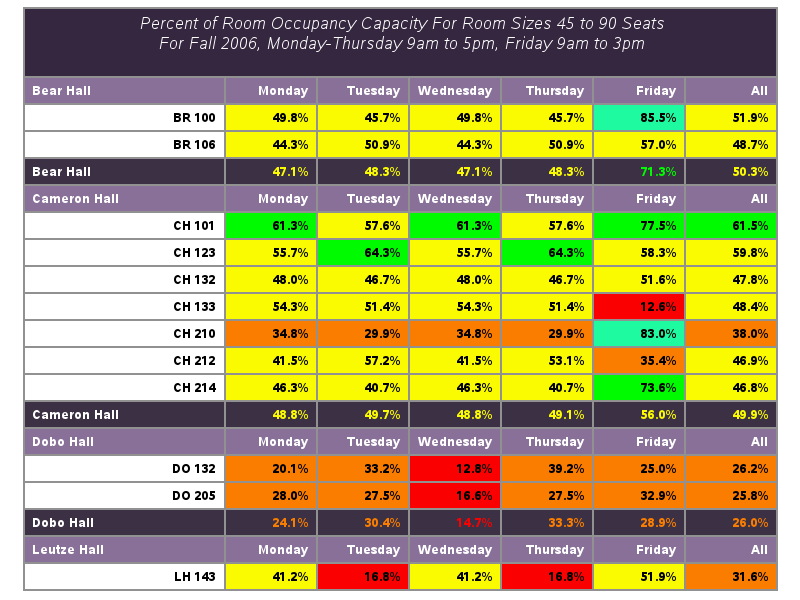 Percent of Room Occupancy Capacity For Room Sizes 45 to 90 Seats
For Fall 2006, Monday-Thursday 9am to 5pm, Friday 9am to 3pm
Bear Hall Monday Tuesday Wednesday Thursday Friday All
BR 100 49.8% 45.7% 49.8% 45.7% 85.5% 51.9%
BR 106 44.3% 50.9% 44.3% 50.9% 57.0% 48.7%
Bear Hall 47.1% 48.3% 47.1% 48.3% 71.3% 50.3%
Cameron Hall Monday Tuesday Wednesday Thursday Friday All
CH 101 61.3% 57.6% 61.3% 57.6% 77.5% 61.5%
CH 123 55.7% 64.3% 55.7% 64.3% 58.3% 59.8%
CH 132 48.0% 46.7% 48.0% 46.7% 51.6% 47.8%
CH 133 54.3% 51.4% 54.3% 51.4% 12.6% 48.4%
CH 210 34.8% 29.9% 34.8% 29.9% 83.0% 38.0%
CH 212 41.5% 57.2% 41.5% 53.1% 35.4% 46.9%
CH 214 46.3% 40.7% 46.3% 40.7% 73.6% 46.8%
Cameron Hall 48.8% 49.7% 48.8% 49.1% 56.0% 49.9%
Dobo Hall Monday Tuesday Wednesday Thursday Friday All
DO 132 20.1% 33.2% 12.8% 39.2% 25.0% 26.2%
DO 205 28.0% 27.5% 16.6% 27.5% 32.9% 25.8%
Dobo Hall 24.1% 30.4% 14.7% 33.3% 28.9% 26.0%
Leutze Hall Monday Tuesday Wednesday Thursday Friday All
LH 143 41.2% 16.8% 41.2% 16.8% 51.9% 31.6%